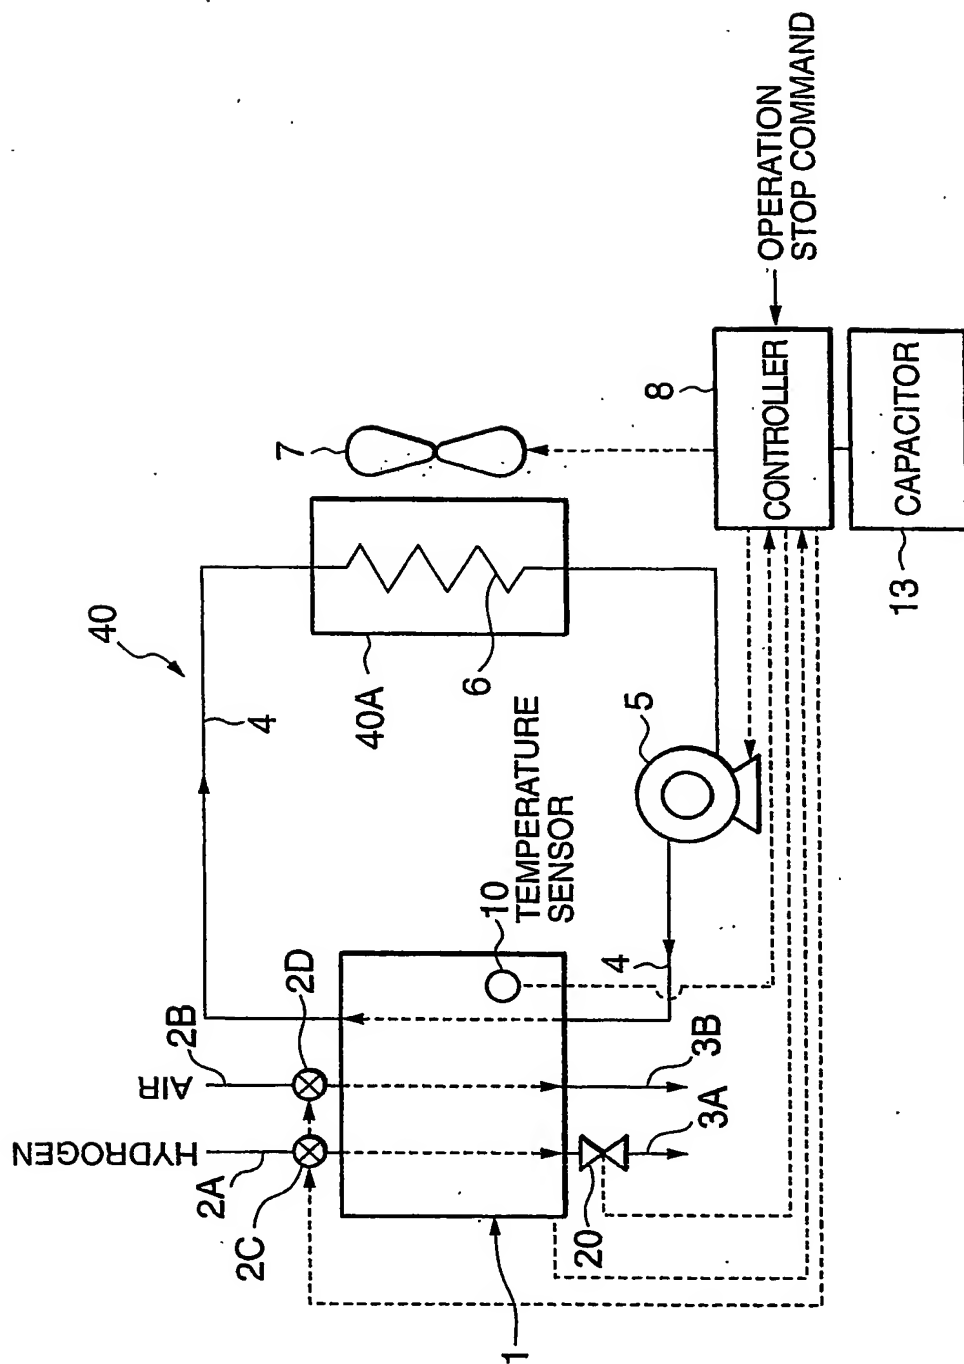 HYDROGEN
AIR
2A
2B
2C
2D
1
20
3A
3B
10
TEMPERATURE
SENSOR
4
4
40
40A
6
7
5
8
CONTROLLER
OPERATION
STOP COMMAND
CAPACITOR
13